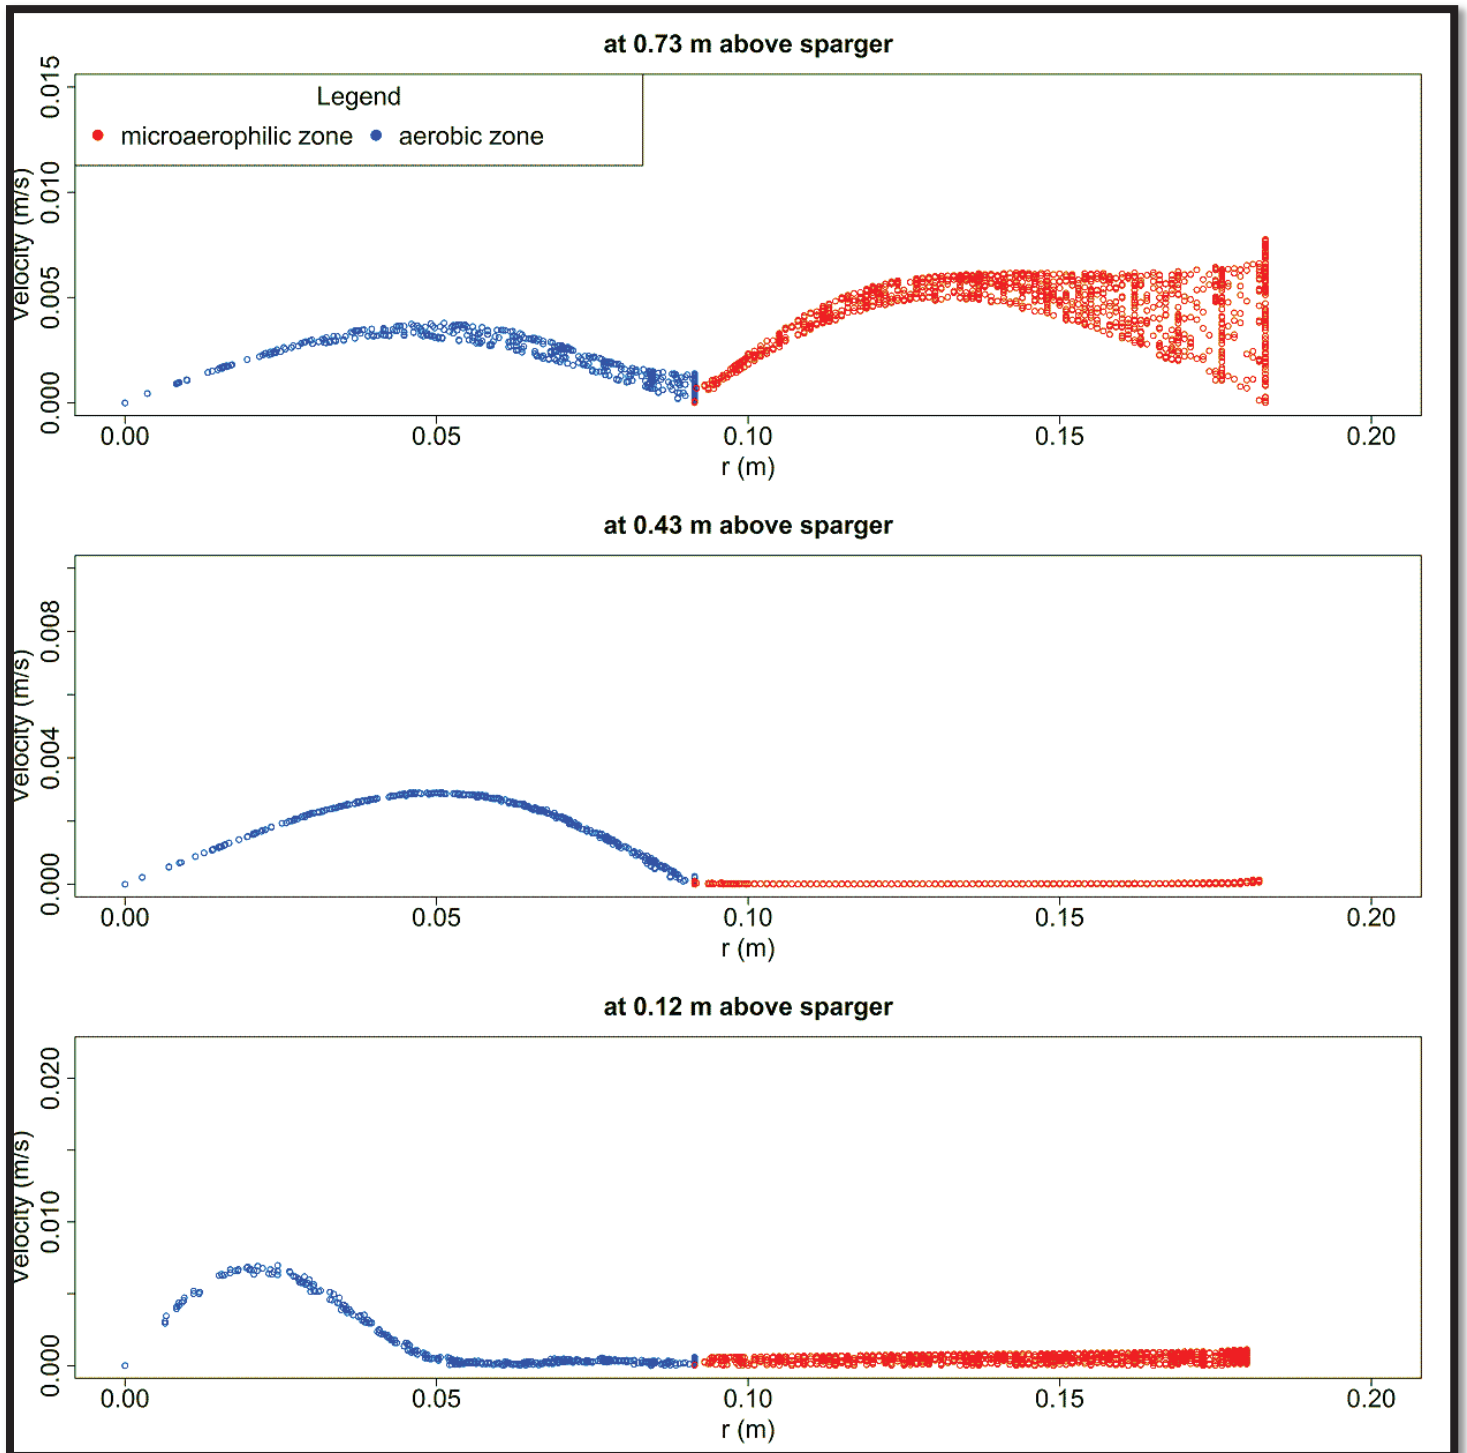 at 0.73 m above sparger
Legend
microaerophilic zone aerobic zone
Velocity (m/s)
0.015
0.010
0.005
0.000
0.00 0.05 0.10 0.15 0.20
r (m)
at 0.43 m above sparger
Velocity (m/s)
0.008
0.004
0.000
0.00 0.05 0.10 0.15 0.20
r (m)
at 0.12 m above sparger
Velocity (m/s)
0.020
0.010
0.000
0.00 0.05 0.10 0.15 0.20
r (m)